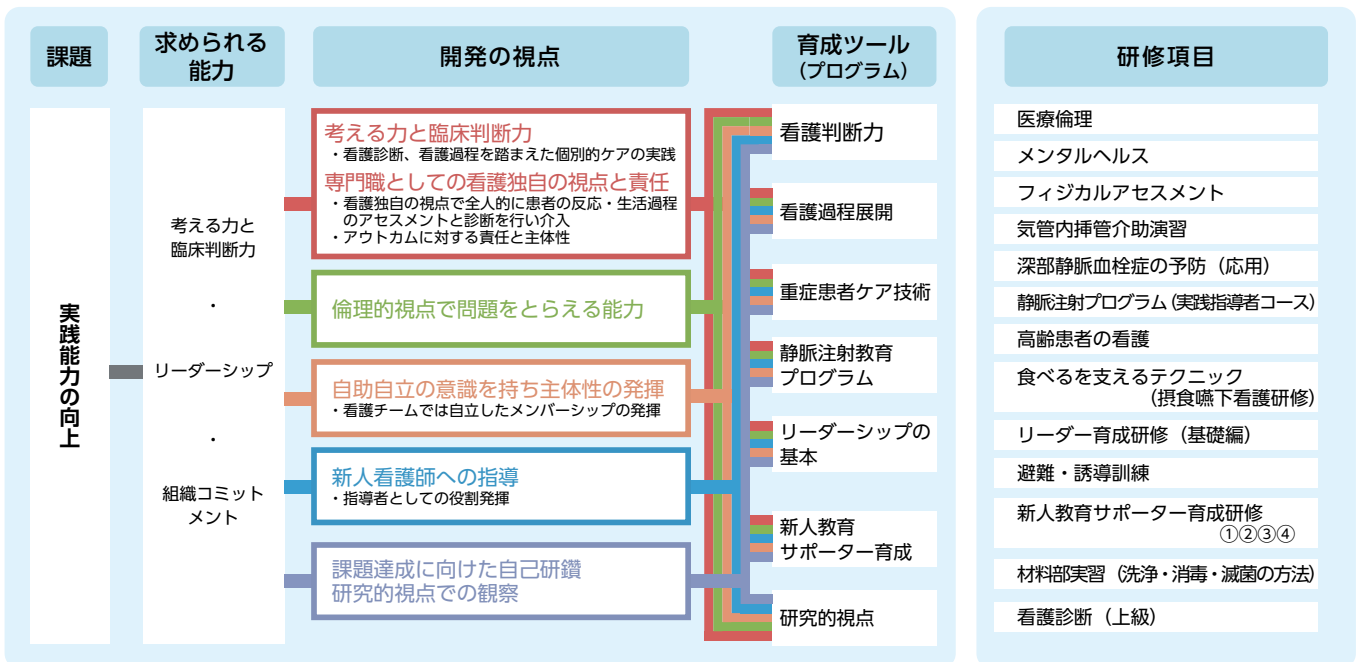 課題
求められる
能力
開発の視点
育成ツール
(プログラム)
研修項目
実践能力の向上
考える力と
臨床判断力
・
リーダーシップ
・
組織コミット
メント
考える力と臨床判断力
・看護診断、看護過程を踏まえた個別的ケアの実践
専門職としての看護独自の視点と責任
・看護独自の視点で全人的に患者の反応・生活過程
のアセスメントと診断を行い介入
・アウトカムに対する責任と主体性
倫理的視点で問題をとらえる能力
自助自立の意識を持ち主体性の発揮
・看護チームでは自立したメンバーシップの発揮
新人看護師への指導
・指導者としての役割発揮
課題達成に向けた自己研鑽
研究的視点での観察
看護判断力
看護過程展開
重症患者ケア技術
静脈注射教育
プログラム
リーダーシップの
基本
新人教育
サポーター育成
研究的視点
医療倫理
メンタルヘルス
フィジカルアセスメント
気管内挿管介助演習
深部静脈血栓症の予防（応用）
静脈注射プログラム（実践指導者コース）
高齢患者の看護
食べるを支えるテクニック
（摂食嚥下看護研修）
リーダー育成研修（基礎編）
避難・誘導訓練
新人教育サポーター育成研修
①②③④
材料部実習（洗浄・消毒・滅菌の方法）
看護診断（上級）